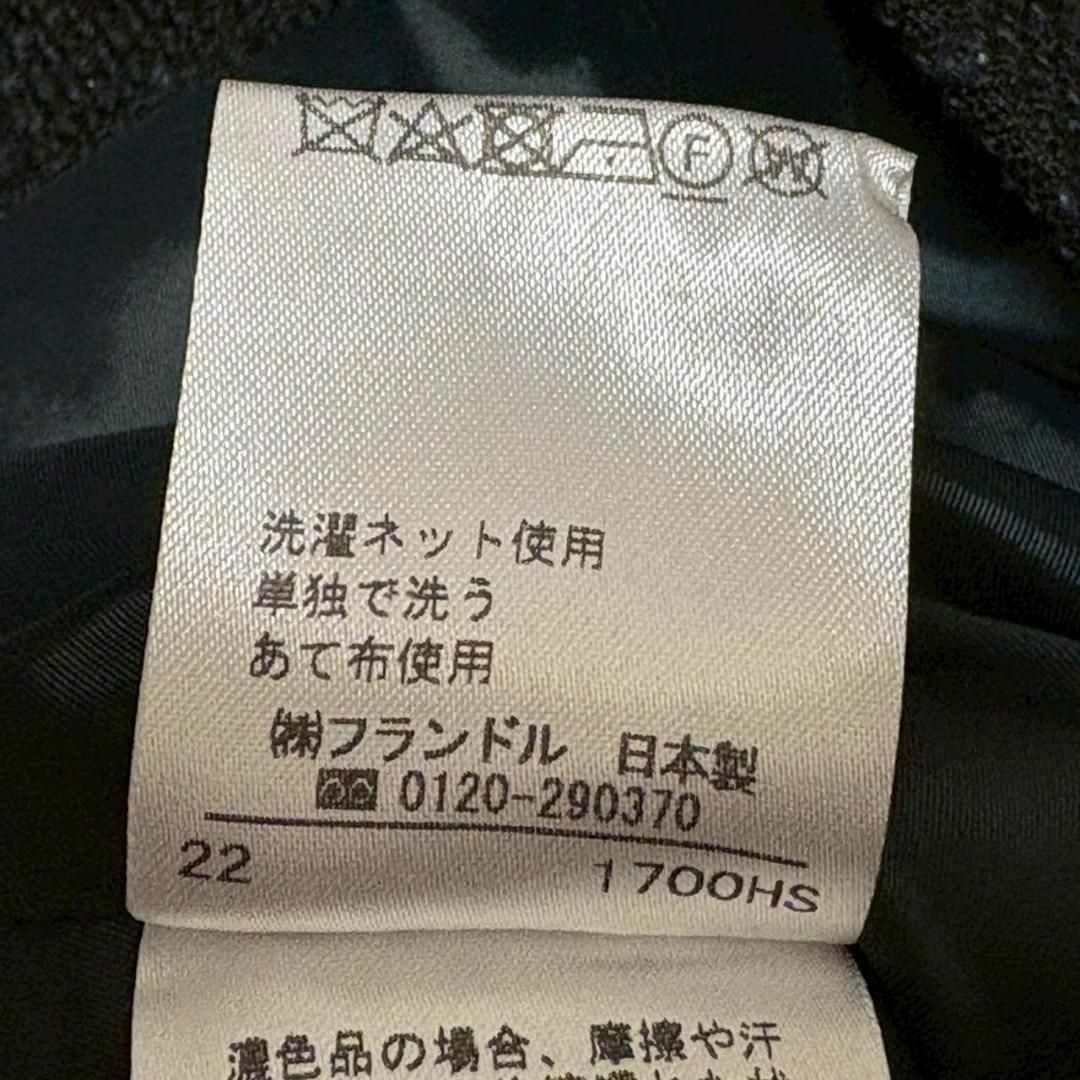 F W
洗濯ネット使用
単独で洗う
あて布使用
㈱フランドル 日本製
0120-290370
22 1700HS
濃色品の場合、摩擦や汗